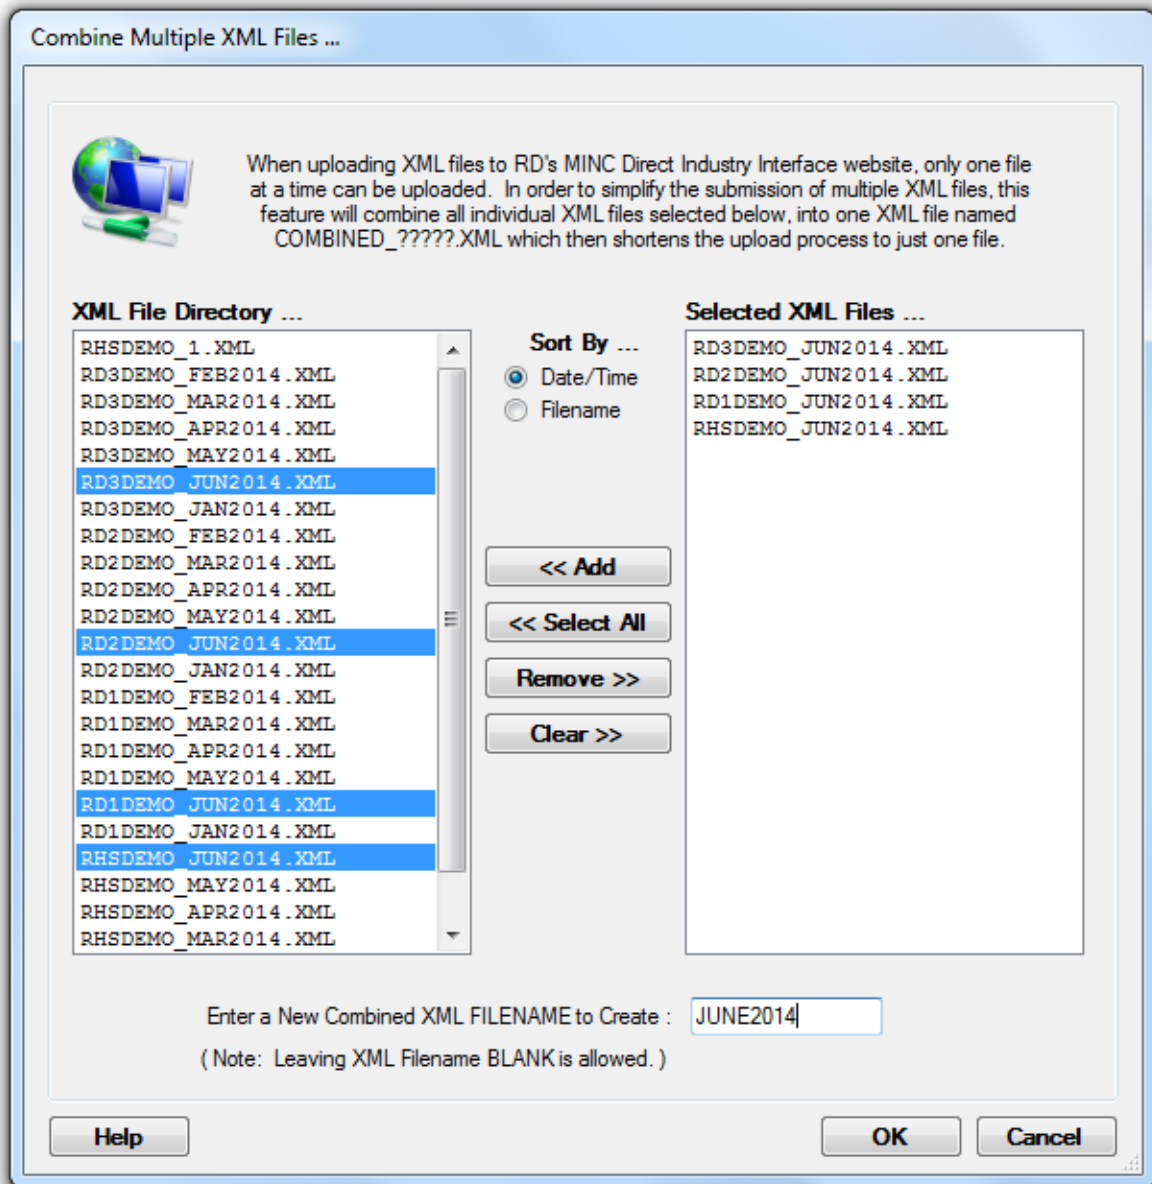 Combine Multiple XML Files ...
When uploading XML files to RD's MINC Direct Industry Interface website, only one file
at a time can be uploaded. In order to simplify the submission of multiple XML files, this
feature will combine all individual XML files selected below, into one XML file named
COMBINED_?????.XML which then shortens the upload process to just one file.
XML File Directory ...
RHSDEMO_1.XML
RD3DEMO_FEB2014.XML
RD3DEMO_MAR2014.XML
RD3DEMO_APR2014.XML
RD3DEMO_MAY2014.XML
RD3DEMO_JUN2014.XML
RD3DEMO_JAN2014.XML
RD2DEMO_FEB2014.XML
RD2DEMO_MAR2014.XML
RD2DEMO_APR2014.XML
RD2DEMO_MAY2014.XML
RD2DEMO_JUN2014.XML
RD2DEMO_JAN2014.XML
RD1DEMO_FEB2014.XML
RD1DEMO_MAR2014.XML
RD1DEMO_APR2014.XML
RD1DEMO_MAY2014.XML
RD1DEMO_JUN2014.XML
RD1DEMO_JAN2014.XML
RHSDEMO_JUN2014.XML
RHSDEMO_MAY2014.XML
RHSDEMO_APR2014.XML
RHSDEMO_MAR2014.XML
Sort By ...
Date/Time
Filename
<< Add
<< Select All
Remove >>
Clear >>
Selected XML Files ...
RD3DEMO_JUN2014.XML
RD2DEMO_JUN2014.XML
RD1DEMO_JUN2014.XML
RHSDEMO_JUN2014.XML
Enter a New Combined XML FILENAME to Create : JUNE2014
( Note: Leaving XML Filename BLANK is allowed. )
Help
OK
Cancel